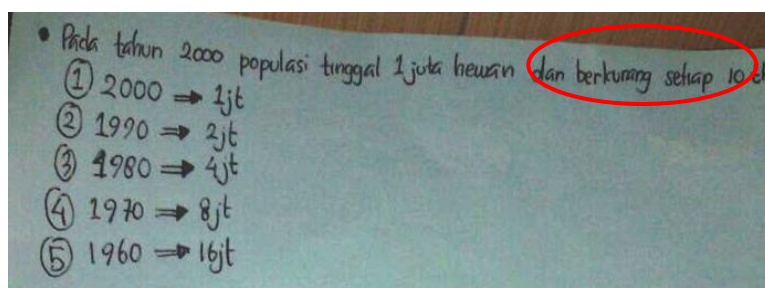 • Pada tahun 2000 populasi tinggal 1 juta hewan dan berkurang setiap 10
① 2000 ⇒ 1jt
② 1990 ⇒ 2jt
③ 1980 ⇒ 4jt
④ 1970 ⇒ 8jt
⑤ 1960 ⇒ 16jt